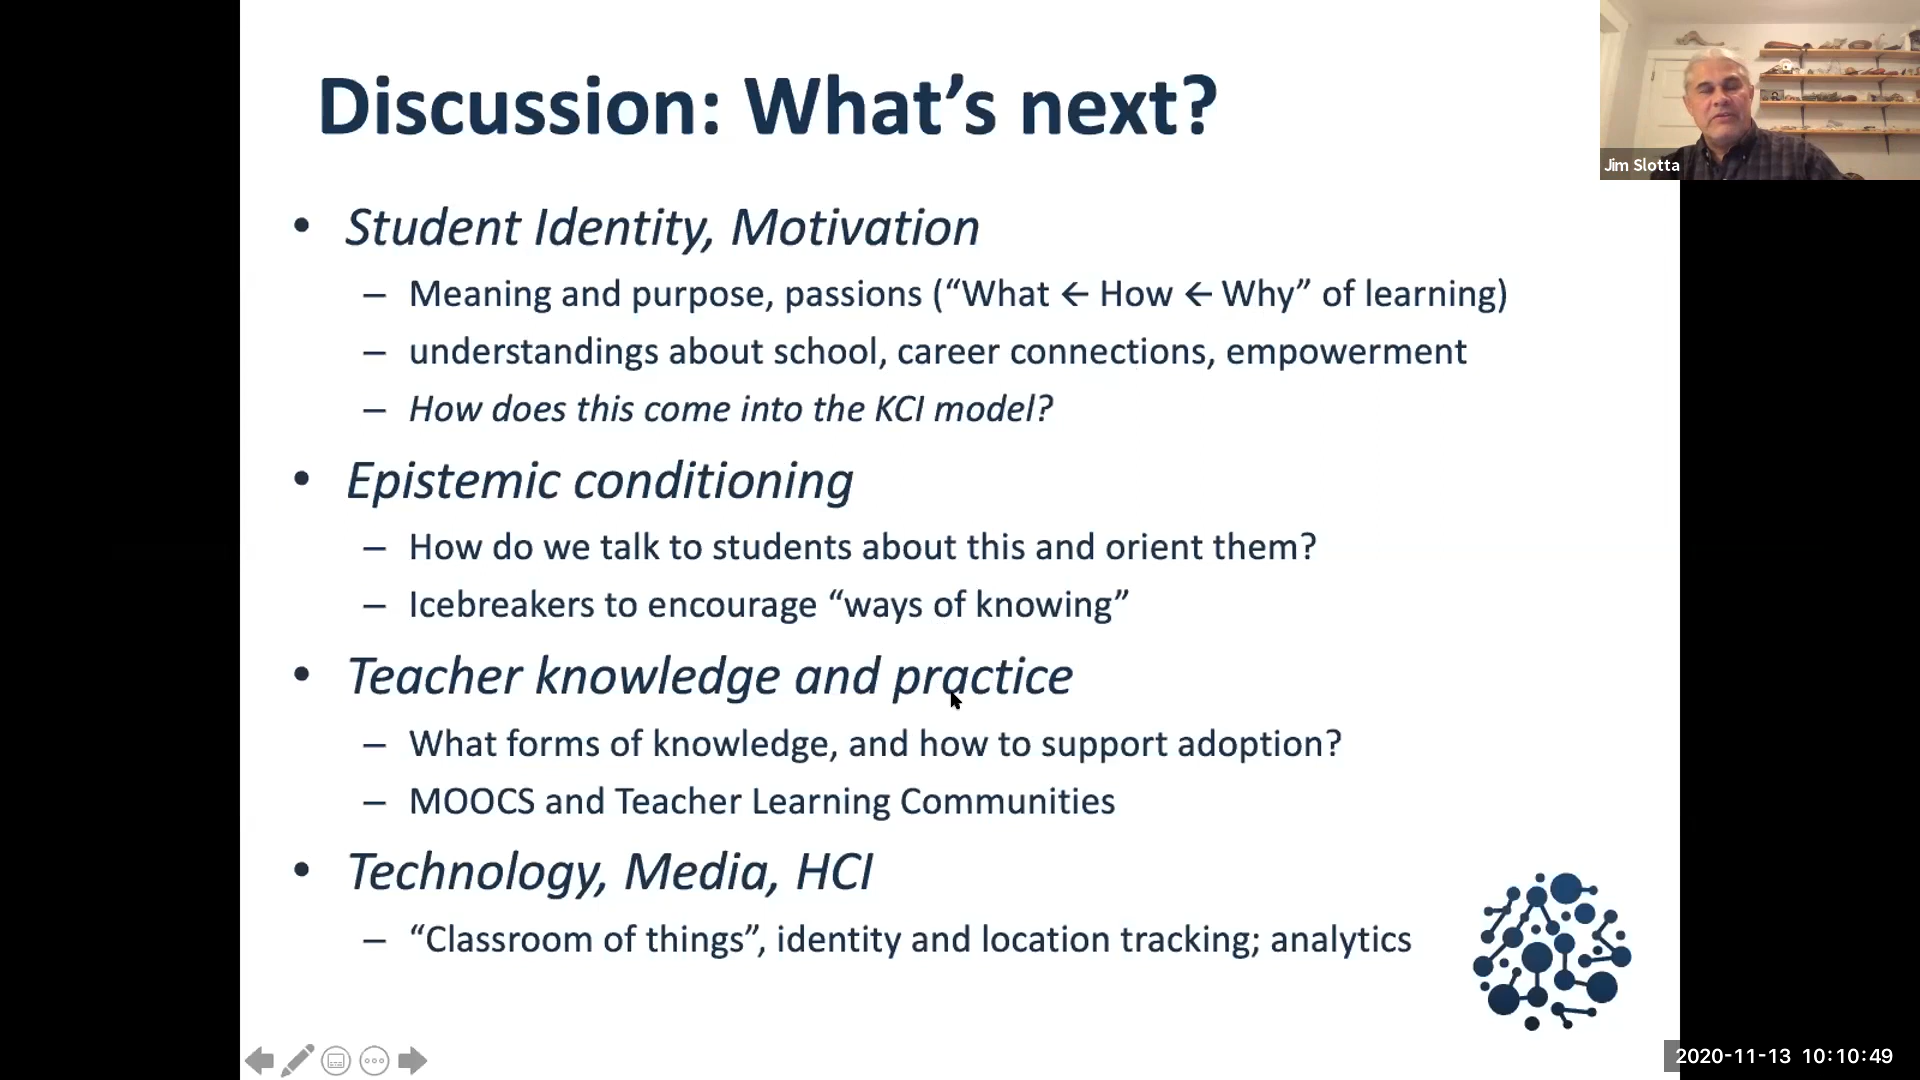 Discussion: What’s next?
Jim Slotta
• Student Identity, Motivation
– Meaning and purpose, passions (“What ← How ← Why” of learning)
– understandings about school, career connections, empowerment
– How does this come into the KCI model?
• Epistemic conditioning
– How do we talk to students about this and orient them?
– Icebreakers to encourage “ways of knowing”
• Teacher knowledge and practice
– What forms of knowledge, and how to support adoption?
– MOOCS and Teacher Learning Communities
• Technology, Media, HCI
– “Classroom of things”, identity and location tracking; analytics
2020-11-13 10:10:49